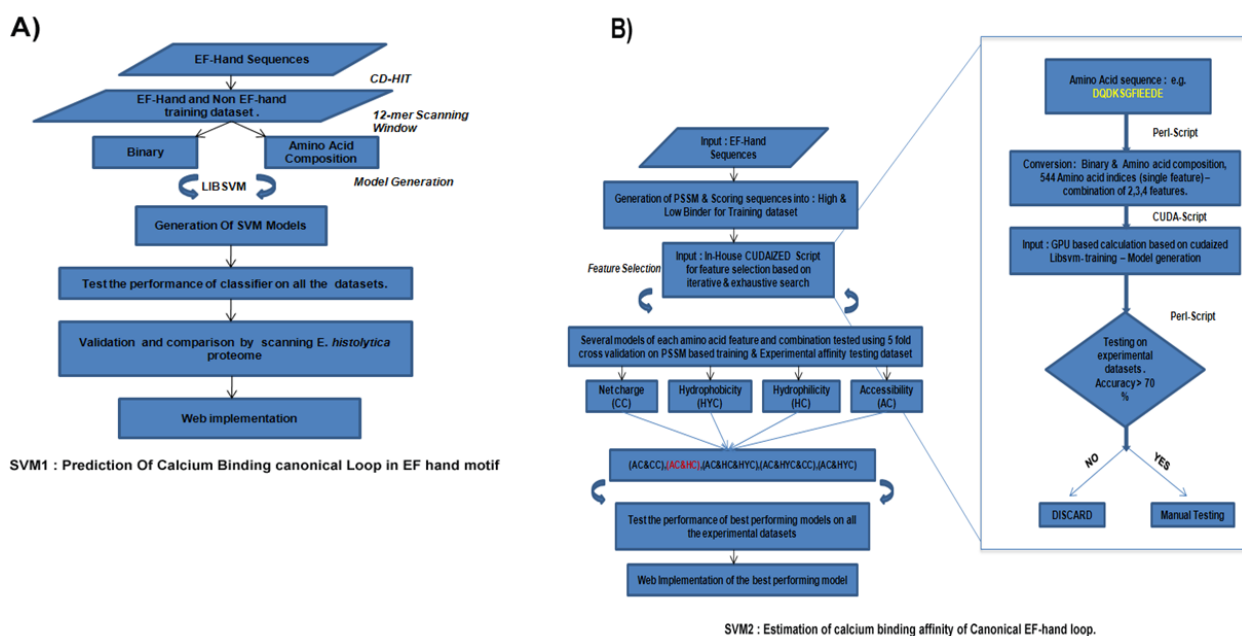 A)
EF-Hand Sequences
CD-HIT
EF-Hand and Non EF-hand
training dataset .
12-mer Scanning
Window
Binary
Amino Acid
Composition
LIBSVM
Model Generation
Generation Of SVM Models
Test the performance of classifier on all the datasets.
Validation and comparison by scanning E. histolytica
proteome
Web implementation
SVM1 : Prediction Of Calcium Binding canonical Loop in EF hand motif
B)
Input : EF-Hand
Sequences
Generation of PSSM & Scoring sequences into : High &
Low Binder for Training dataset
Feature Selection
Input : In-House CUDAIZED Script
for feature selection based on
iterative & exhaustive search
Several models of each amino acid feature and combination tested using 5 fold
cross validation on PSSM based training & Experimental affinity testing dataset
Net charge
(CC)
Hydrophobicity
(HYC)
Hydrophilicity
(HC)
Accessibility
(AC)
(AC&CC),(AC&HC),(AC&HC&HYC),(AC&HYC&CC),(AC&HYC)
Test the performance of best performing models on all
the experimental datasets
Web Implementation of the best performing model
Amino Acid sequence : e.g.
DQDKSGFIEEDE
Perl-Script
Conversion : Binary & Amino acid composition,
544 Amino acid indices (single feature) –
combination of 2,3,4 features.
CUDA-Script
Input : GPU based calculation based on cudaized
Libsvm- training – Model generation
Perl-Script
Testing on
experimental
datasets .
Accuracy > 70
%
NO
YES
DISCARD
Manual Testing
SVM2 : Estimation of calcium binding affinity of Canonical EF-hand loop.